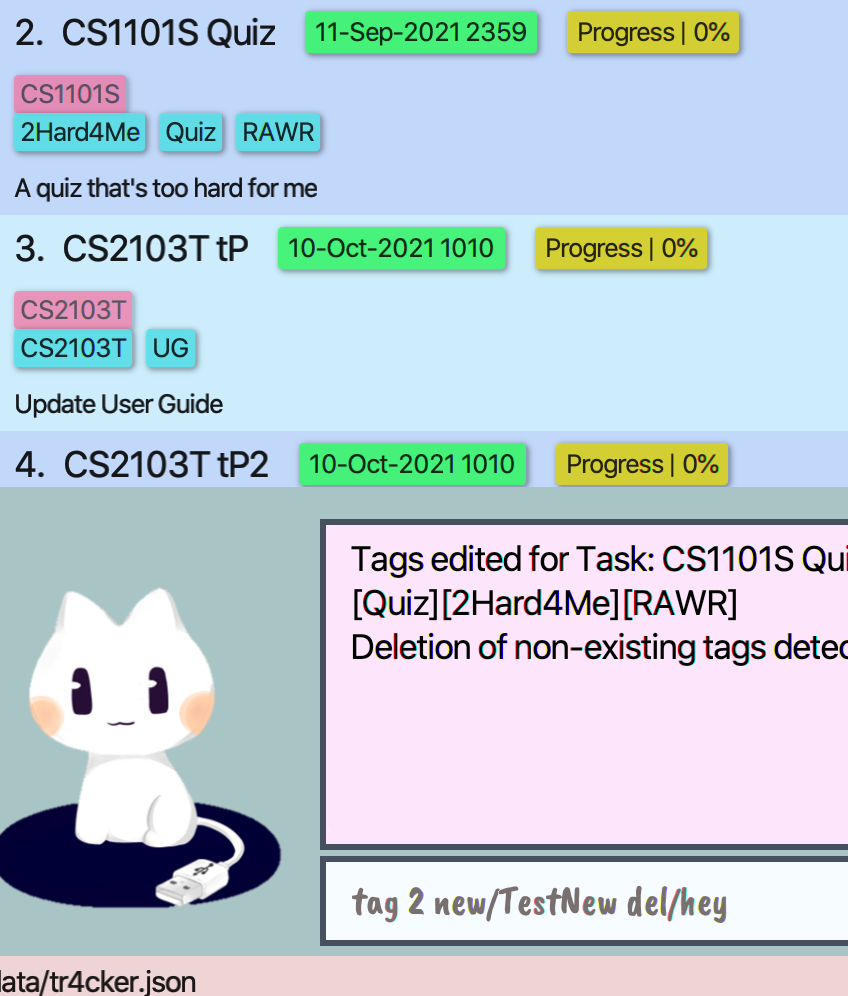 2. CS1101S Quiz 11-Sep-2021 2359 Progress | 0%
CS1101S
2Hard4Me Quiz RAWR
A quiz that's too hard for me
3. CS2103T tP 10-Oct-2021 1010 Progress | 0%
CS2103T
CS2103T UG
Update User Guide
4. CS2103T tP2 10-Oct-2021 1010 Progress | 0%
Tags edited for Task: CS1101S Qui
[Quiz][2Hard4Me][RAWR]
Deletion of non-existing tags detec
tag 2 new/TestNew del/hey
data/tr4cker.json